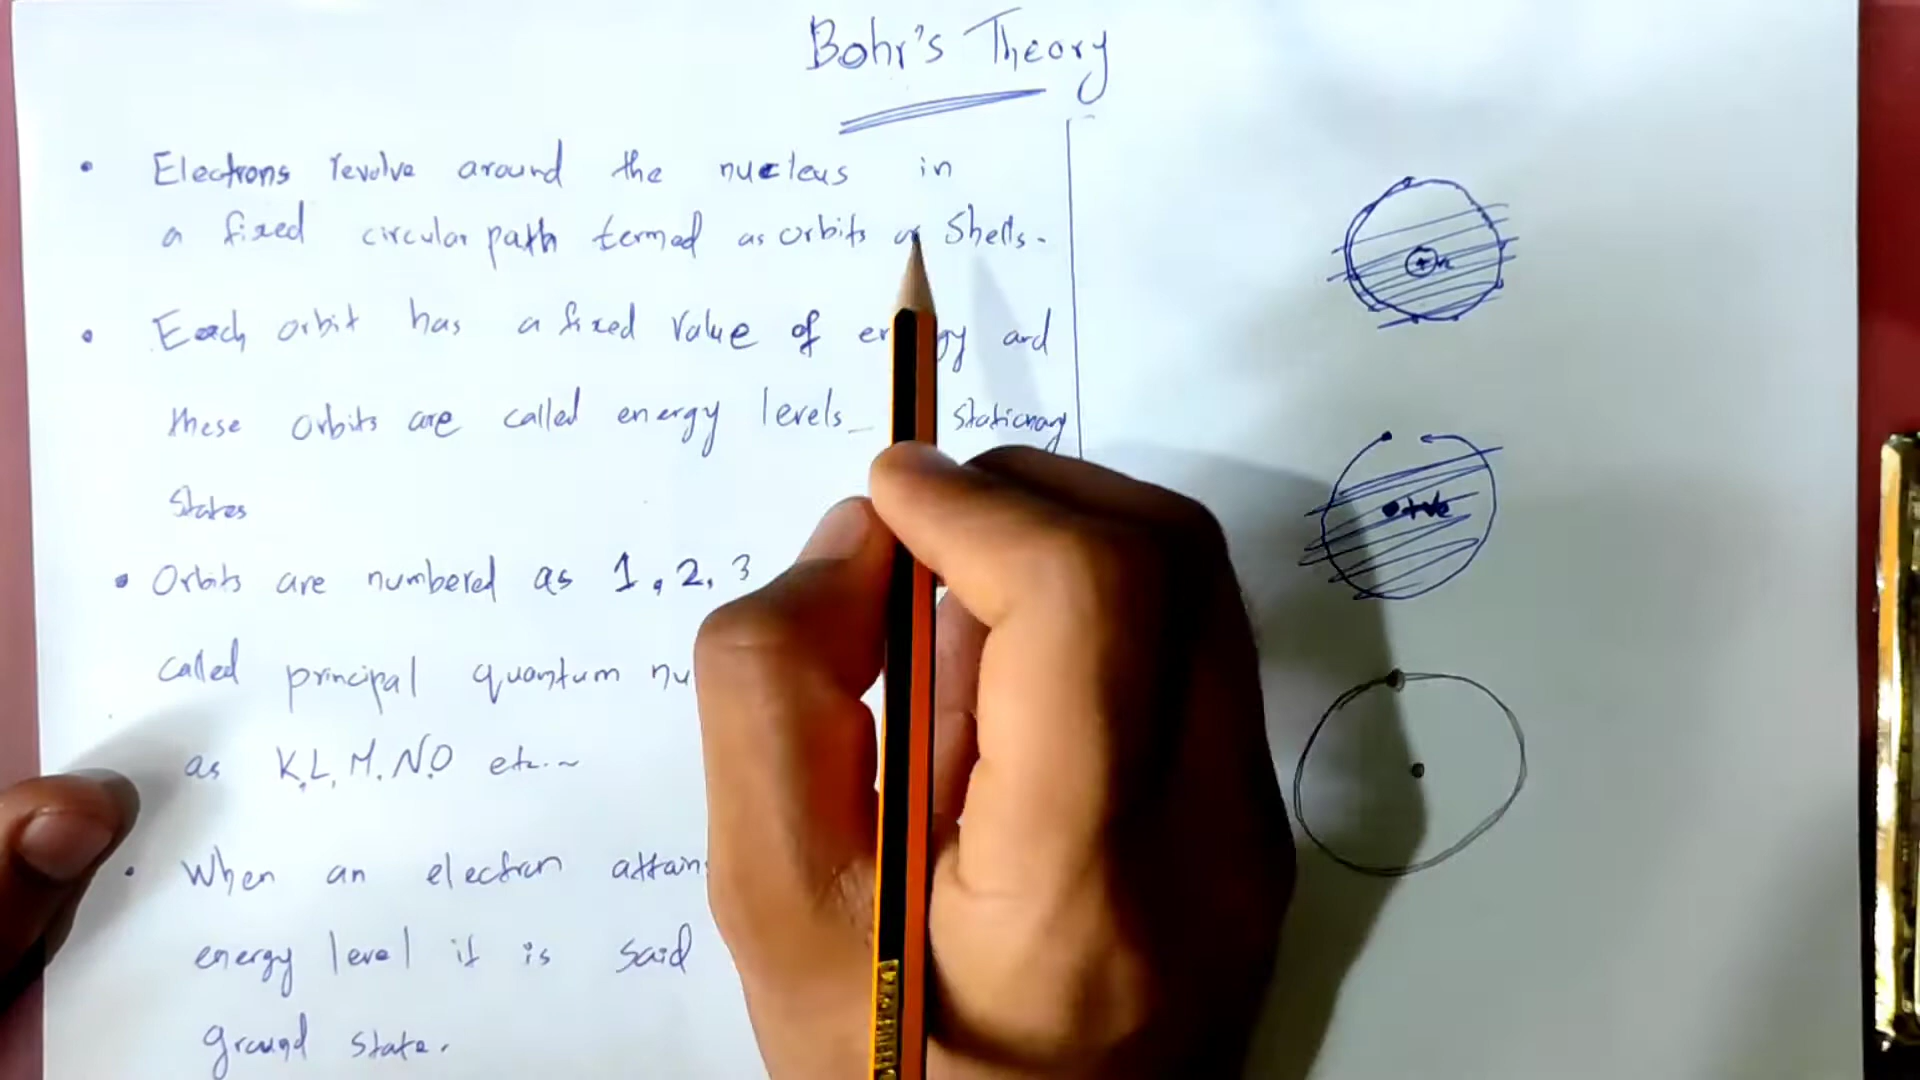 Bohr's Theory
• Electrons revolve around the nucleus in
a fixed circular path termed as orbits or Shells.
• Each orbit has a fixed Value of and
these orbits are called energy levels stationary
States
• Orbits are numbered as 1, 2, 3
called principal quantum
as K, L, M, N, O etc..
• When an electron
energy level it is said
ground state.
+ve